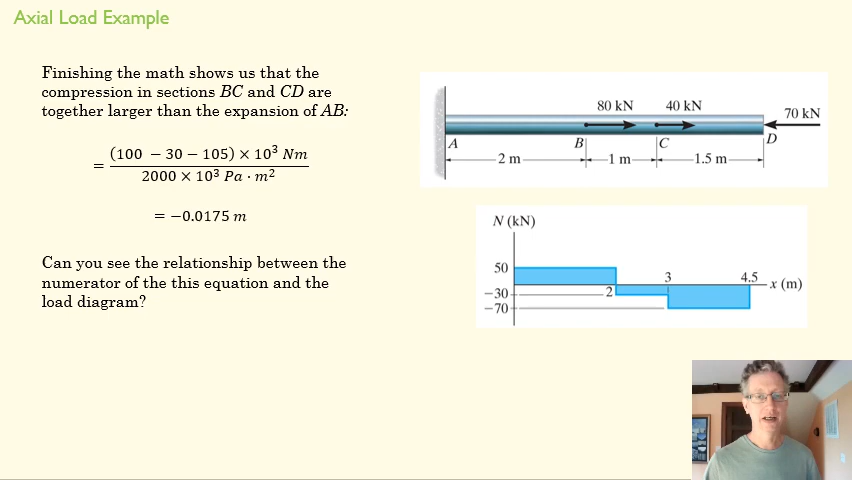 Axial Load Example
Finishing the math shows us that the
compression in sections BC and CD are
together larger than the expansion of AB:
= (100 − 30 − 105) × 10³ Nm / 2000 × 10³ Pa · m²
= −0.0175 m
Can you see the relationship between the
numerator of the this equation and the
load diagram?
80 kN 40 kN
70 kN
A B C D
2 m 1 m 1.5 m
N (kN)
50
3 4.5
x (m)
−30 2
−70